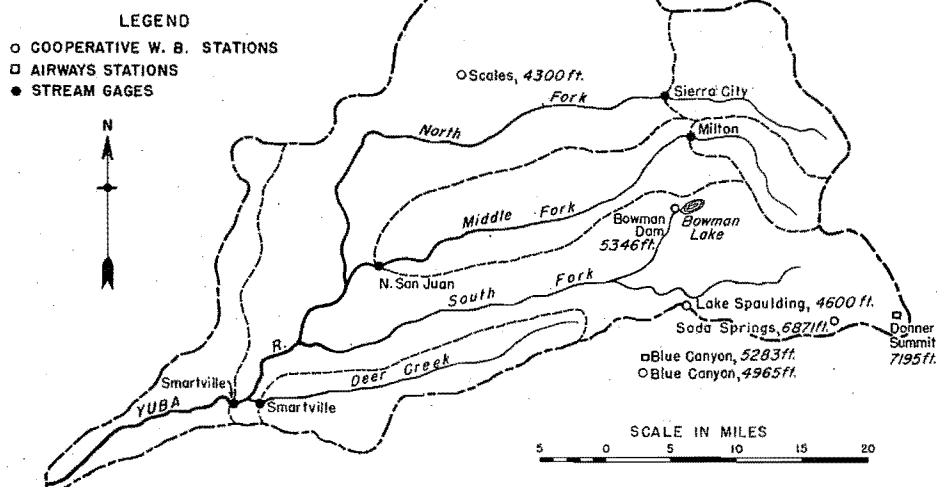 LEGEND
COOPERATIVE W. B. STATIONS
AIRWAYS STATIONS
STREAM GAGES
N
Scales, 4300 ft.
North Fork
Sierra City
Milton
Middle Fork
Bowman
Dam
5346 ft.
Bowman
Lake
N. San Juan
South Fork
Lake Spaulding, 4600 ft.
Soda Springs, 6871 ft.
Donner
Summit
7195 ft.
Blue Canyon, 5283 ft.
Blue Canyon, 4965 ft.
Deer Creek
Smartville
YUBA R.
Smartville
SCALE IN MILES
5 0 5 10 15 20